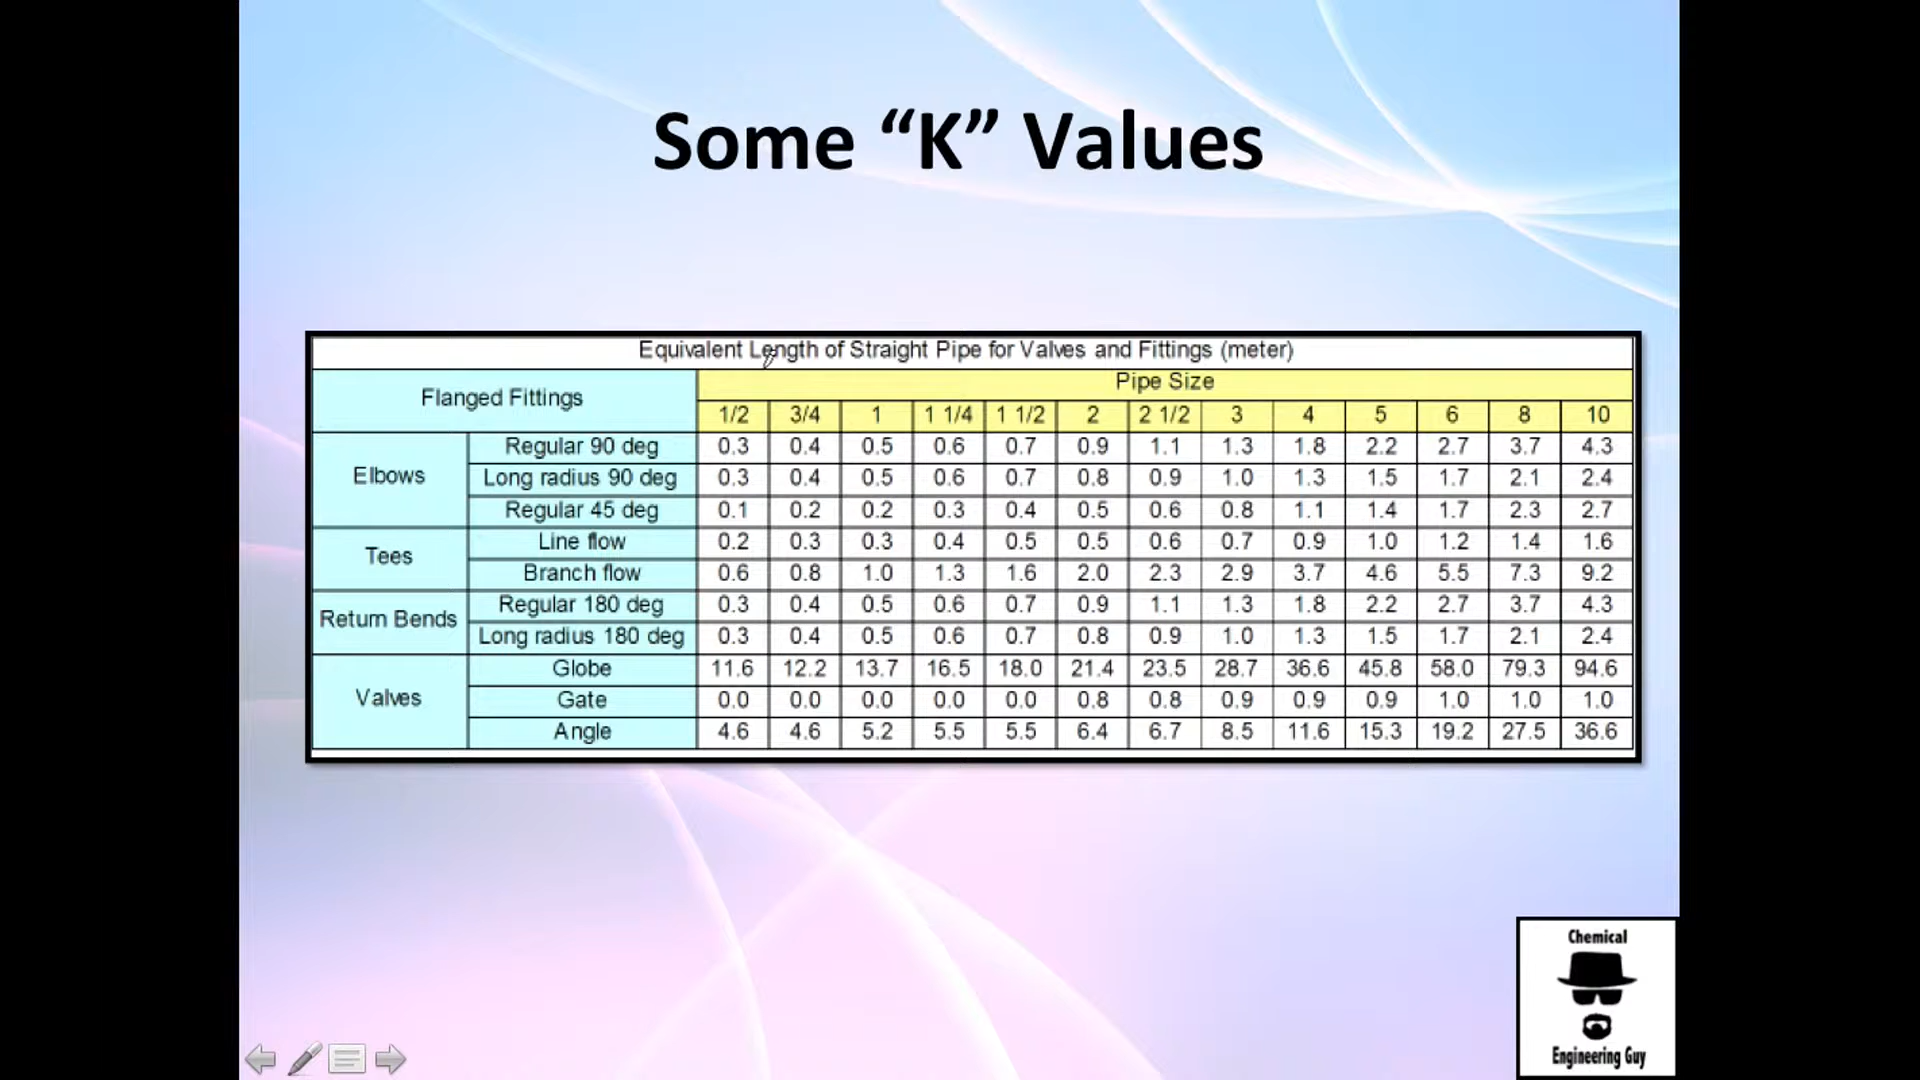 Some “K” Values
Equivalent Length of Straight Pipe for Valves and Fittings (meter)
Flanged Fittings
Pipe Size
1/2 3/4 1 1 1/4 1 1/2 2 2 1/2 3 4 5 6 8 10
Elbows
Regular 90 deg 0.3 0.4 0.5 0.6 0.7 0.9 1.1 1.3 1.8 2.2 2.7 3.7 4.3
Long radius 90 deg 0.3 0.4 0.5 0.6 0.7 0.8 0.9 1.0 1.3 1.5 1.7 2.1 2.4
Regular 45 deg 0.1 0.2 0.2 0.3 0.4 0.5 0.6 0.8 1.1 1.4 1.7 2.3 2.7
Tees
Line flow 0.2 0.3 0.3 0.4 0.5 0.5 0.6 0.7 0.9 1.0 1.2 1.4 1.6
Branch flow 0.6 0.8 1.0 1.3 1.6 2.0 2.3 2.9 3.7 4.6 5.5 7.3 9.2
Return Bends
Regular 180 deg 0.3 0.4 0.5 0.6 0.7 0.9 1.1 1.3 1.8 2.2 2.7 3.7 4.3
Long radius 180 deg 0.3 0.4 0.5 0.6 0.7 0.8 0.9 1.0 1.3 1.5 1.7 2.1 2.4
Valves
Globe 11.6 12.2 13.7 16.5 18.0 21.4 23.5 28.7 36.6 45.8 58.0 79.3 94.6
Gate 0.0 0.0 0.0 0.0 0.0 0.8 0.8 0.9 0.9 0.9 1.0 1.0 1.0
Angle 4.6 4.6 5.2 5.5 5.5 6.4 6.7 8.5 11.6 15.3 19.2 27.5 36.6
Chemical
Engineering Guy